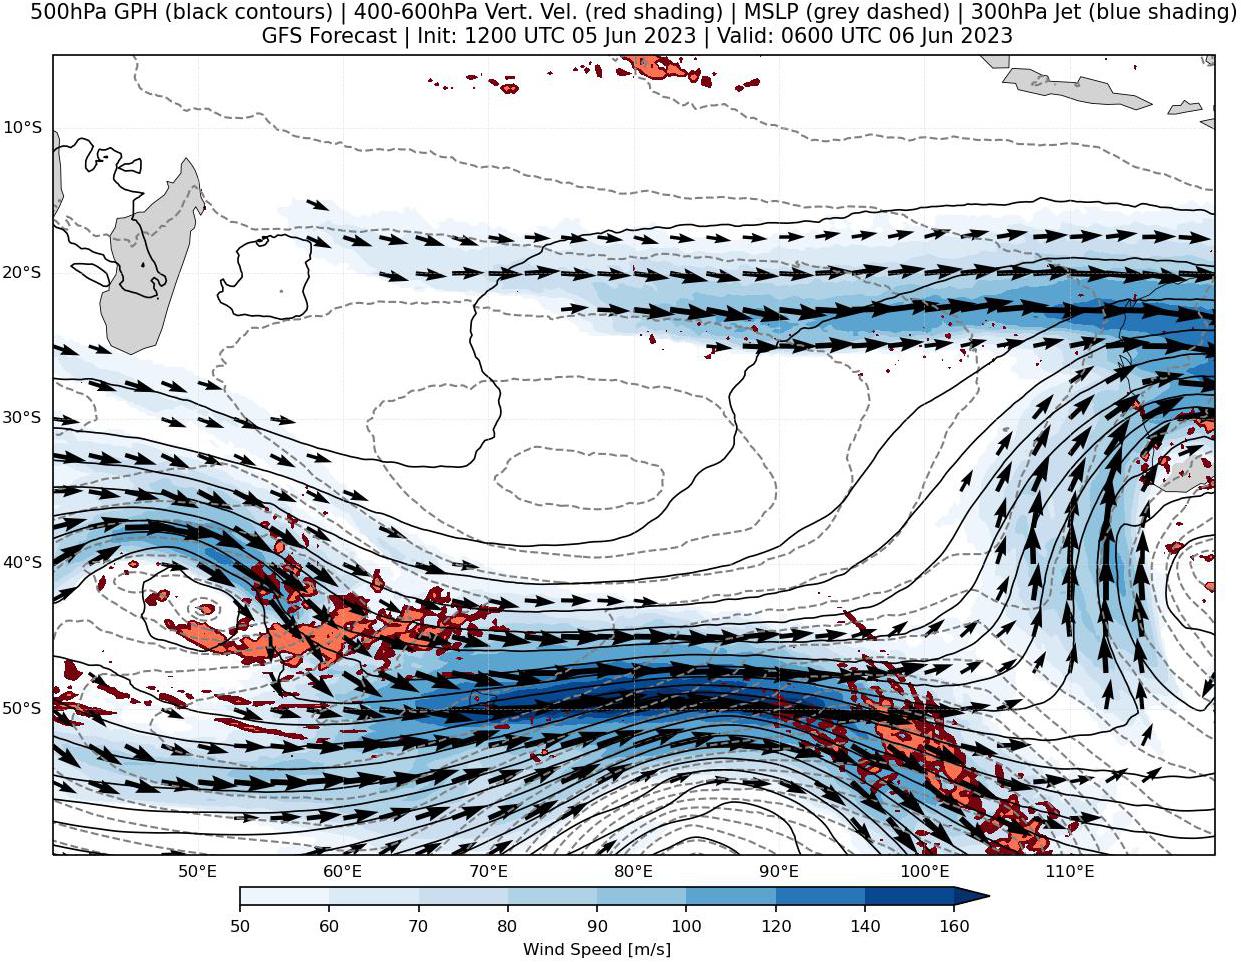 500hPa GPH (black contours) | 400-600hPa Vert. Vel. (red shading) | MSLP (grey dashed) | 300hPa Jet (blue shading)
GFS Forecast | Init: 1200 UTC 05 Jun 2023 | Valid: 0600 UTC 06 Jun 2023
10°S
20°S
30°S
40°S
50°S
50°E 60°E 70°E 80°E 90°E 100°E 110°E
50 60 70 80 90 100 120 140 160
Wind Speed [m/s]